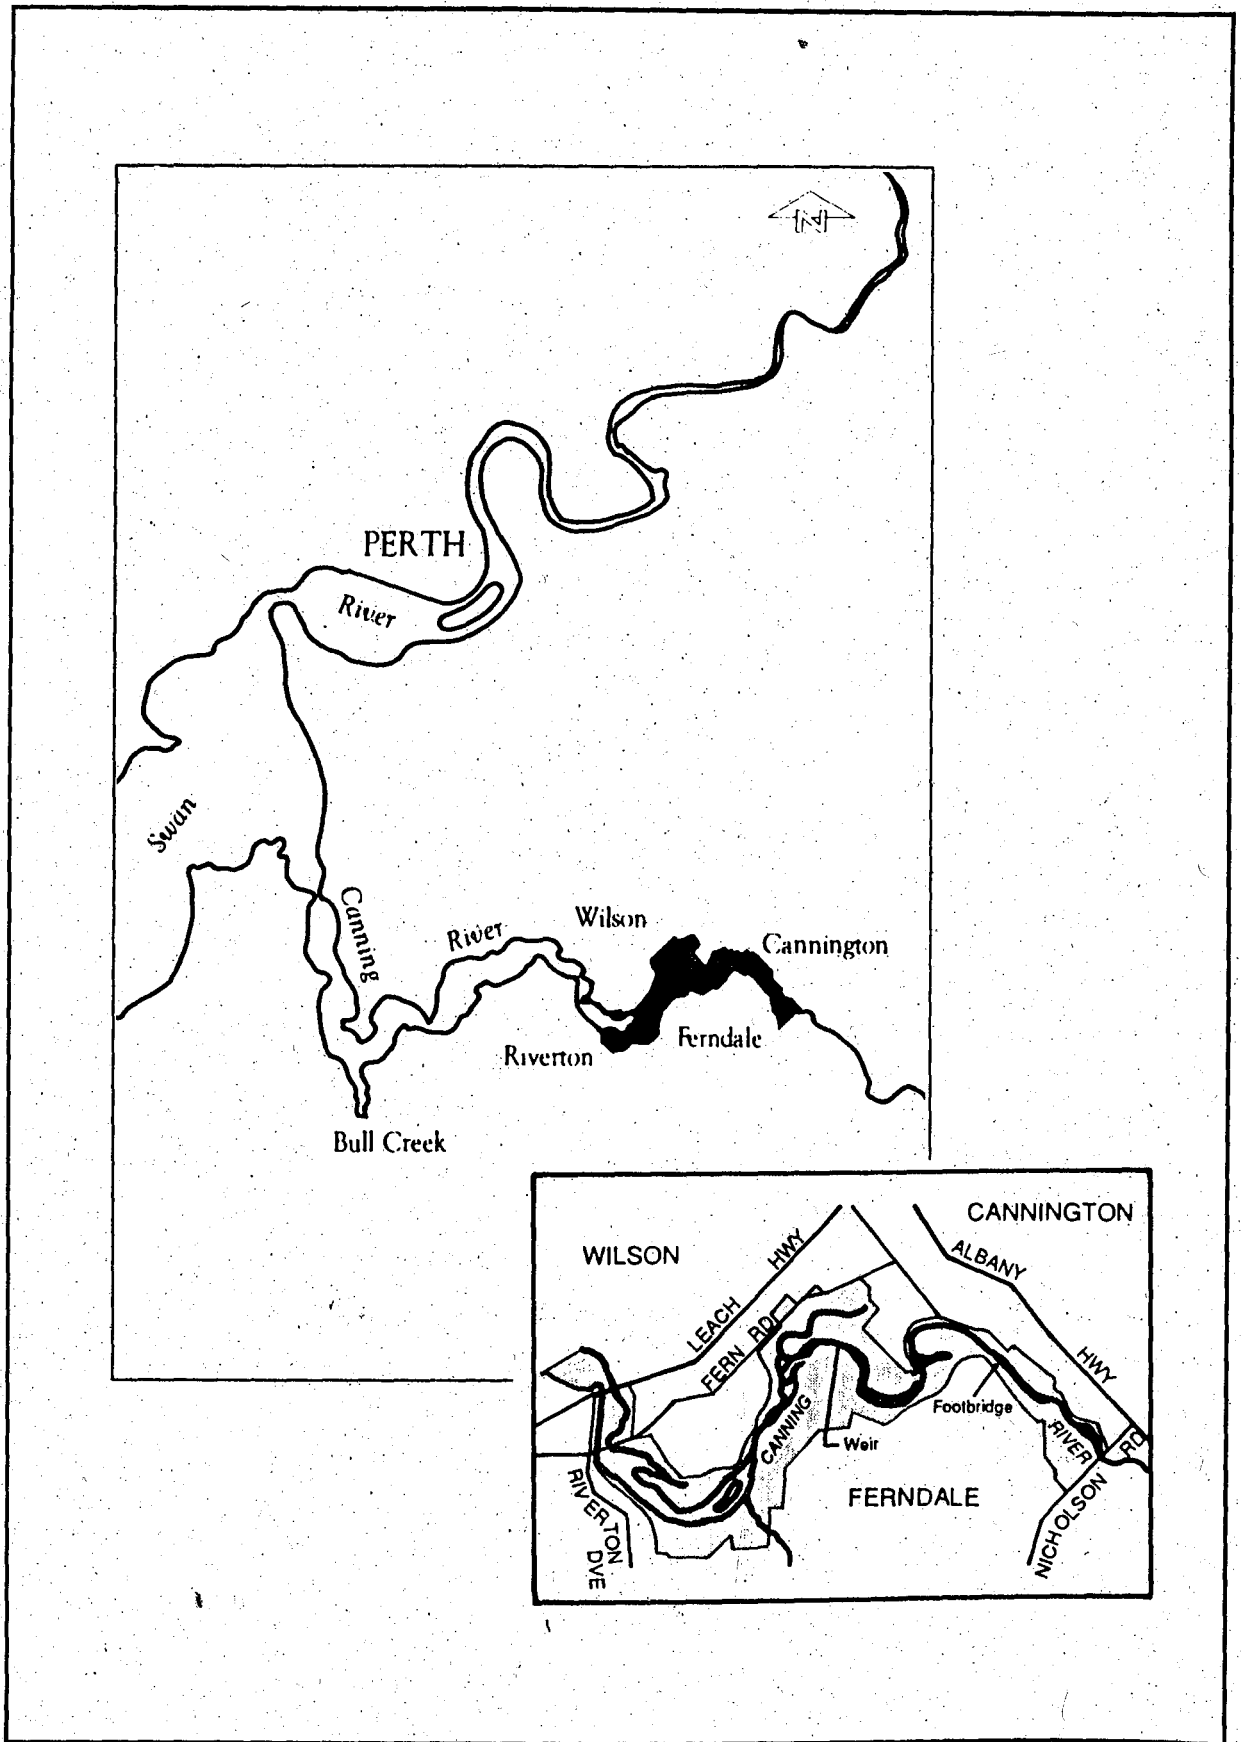 N
PERTH
River
Swan
Canning
River
Wilson
Cannington
Riverton
Ferndale
Bull Creek
CANNINGTON
WILSON
LEACH HWY
ALBANY HWY
FERN RD
CANNING RIVER
Footbridge
Weir
FERNDALE
RIVERTON DVE
NICHOLSON RD